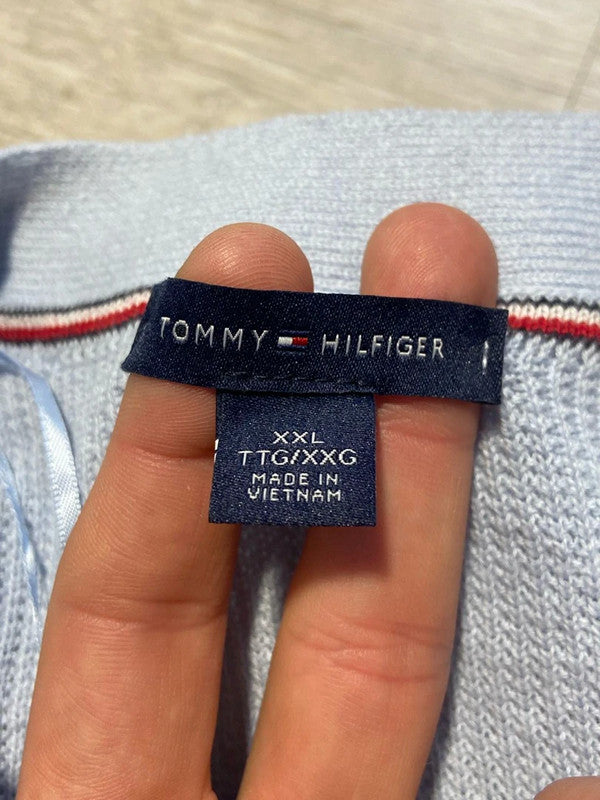 TOMMY HILFIGER
XXL
TTG/XXG
MADE IN
VIETNAM